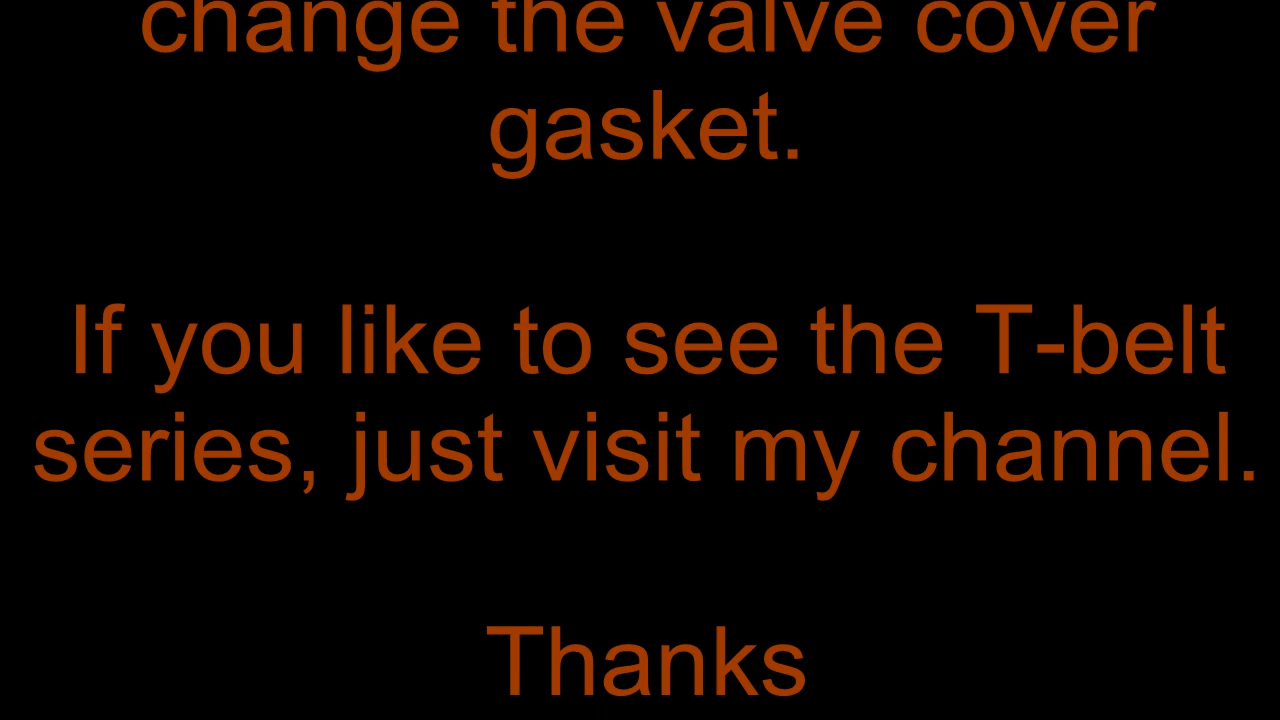 change the valve cover
gasket.
If you like to see the T-belt
series, just visit my channel.
Thanks